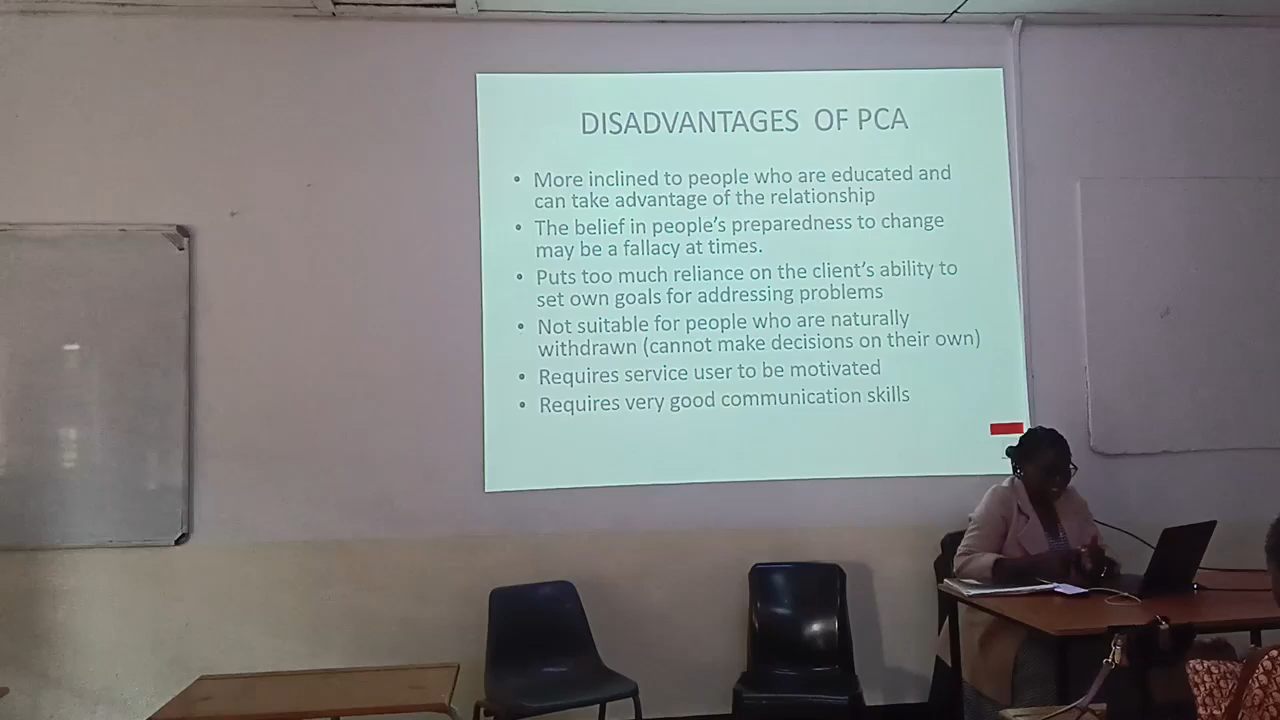 DISADVANTAGES OF PCA
• More inclined to people who are educated and
can take advantage of the relationship
• The belief in people's preparedness to change
may be a fallacy at times.
• Puts too much reliance on the client's ability to
set own goals for addressing problems
• Not suitable for people who are naturally
withdrawn (cannot make decisions on their own)
• Requires service user to be motivated
• Requires very good communication skills